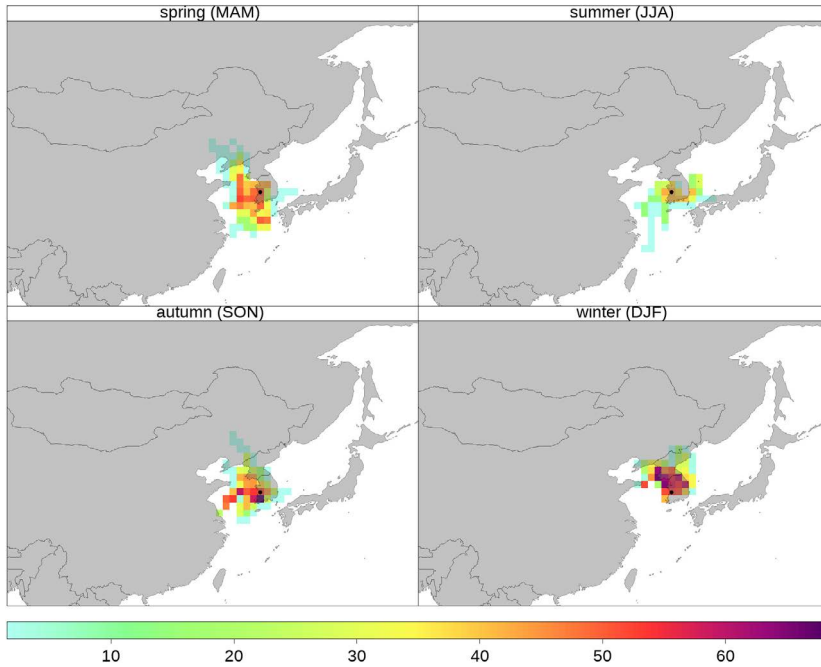 spring (MAM)
summer (JJA)
autumn (SON)
winter (DJF)
10 20 30 40 50 60